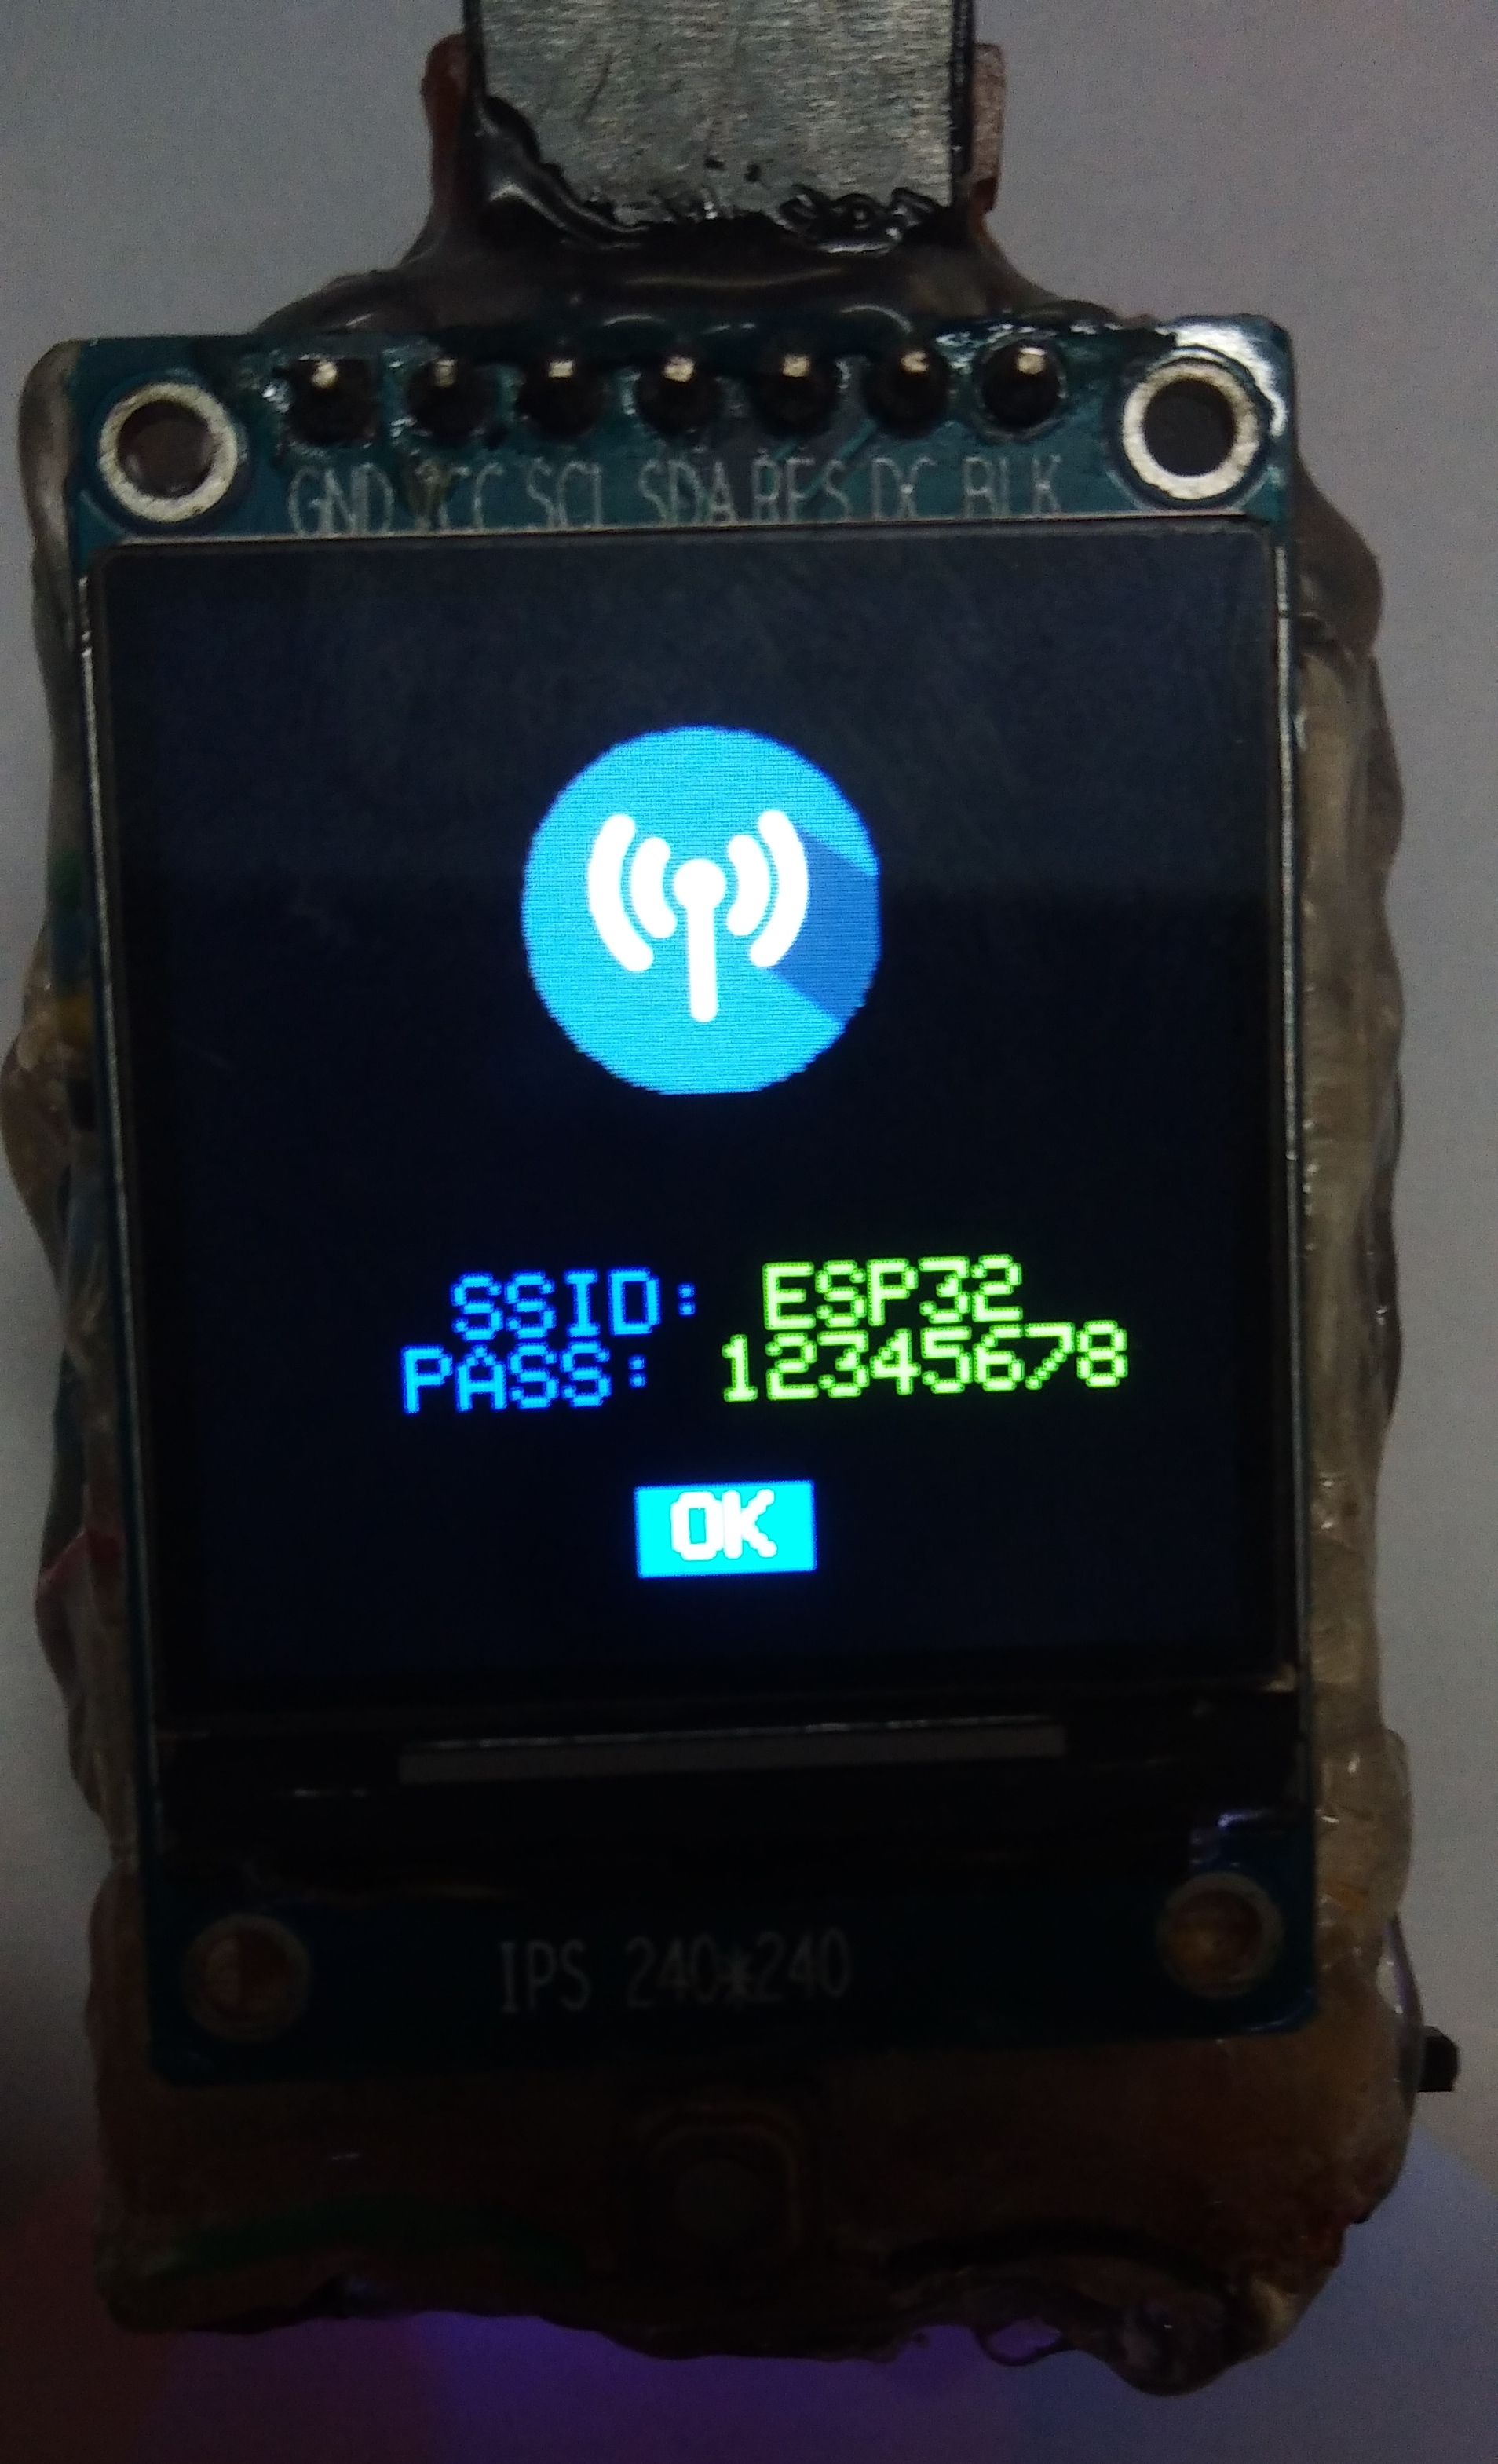 GND VCC SCL SDA RES DC BLK
SSID: ESP32
PASS: 12345678
OK
IPS 240*240